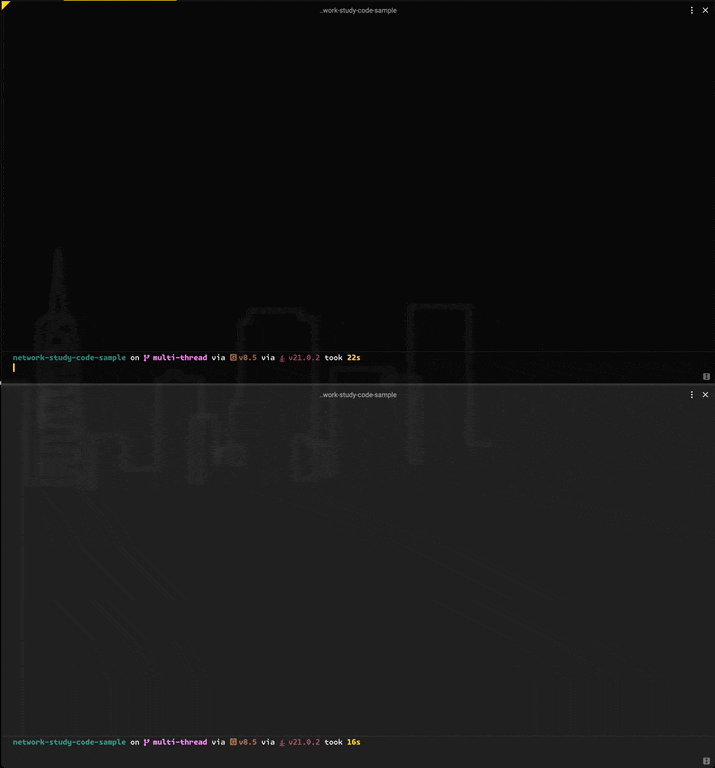 ..work-study-code-sample
network-study-code-sample on multi-thread via v8.5 via v21.0.2 took 22s
..work-study-code-sample
network-study-code-sample on multi-thread via v8.5 via v21.0.2 took 16s